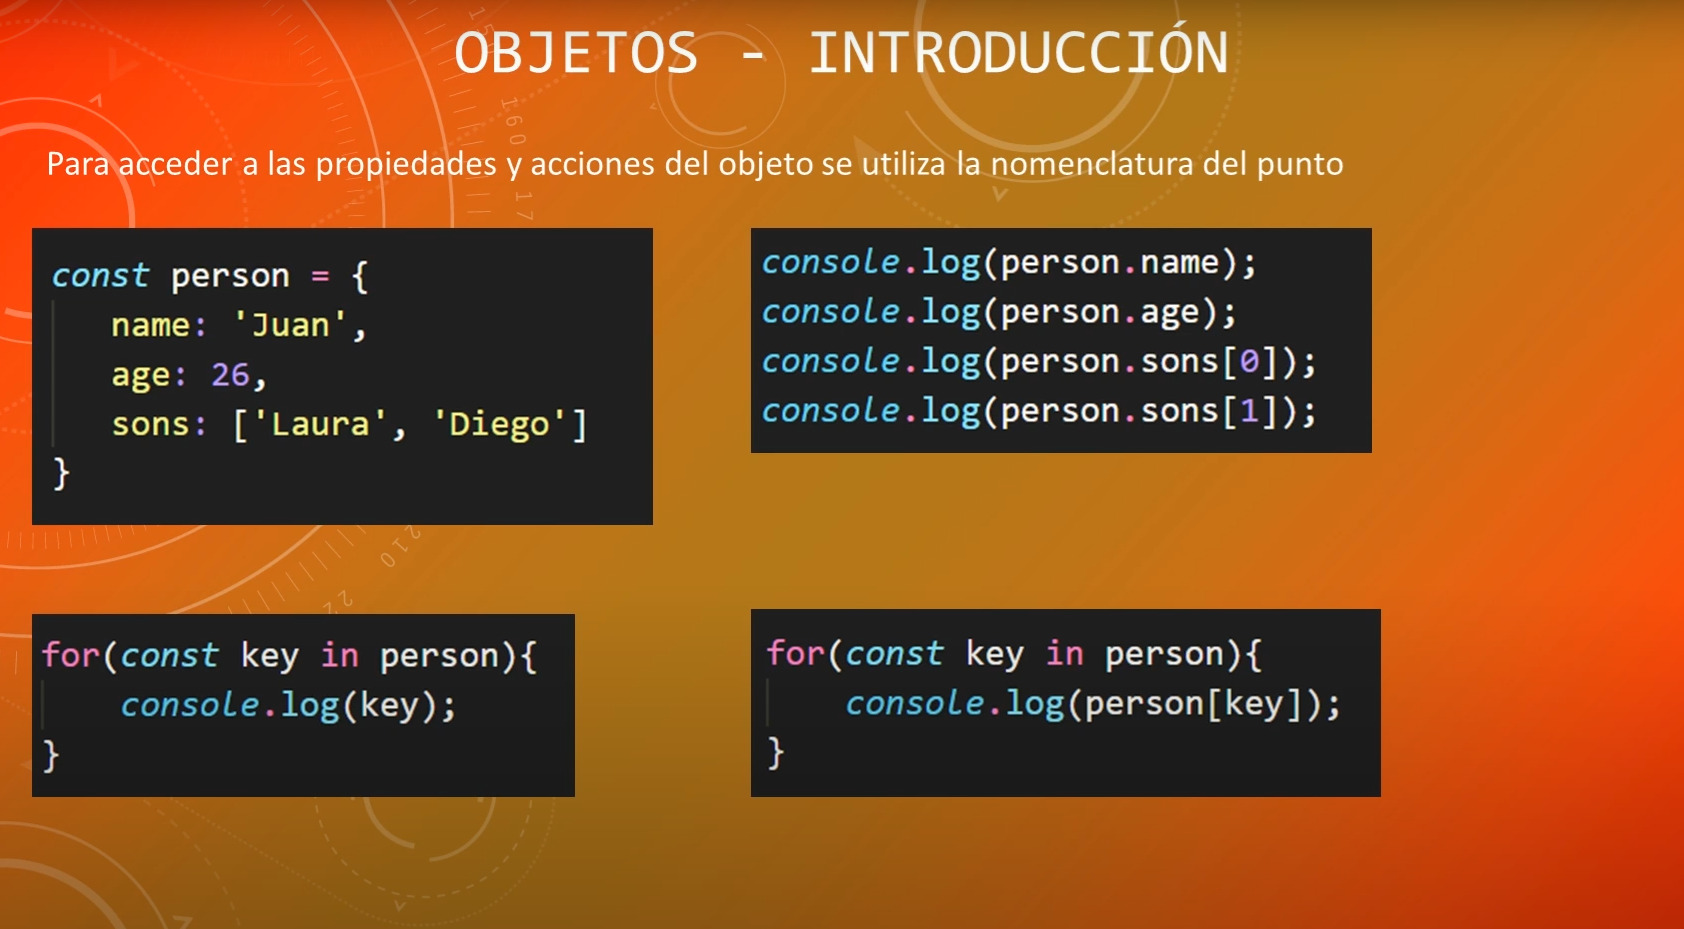 OBJETOS - INTRODUCCIÓN
Para acceder a las propiedades y acciones del objeto se utiliza la nomenclatura del punto
const person = {
name: 'Juan',
age: 26,
sons: ['Laura', 'Diego']
}
console.log(person.name);
console.log(person.age);
console.log(person.sons[0]);
console.log(person.sons[1]);
for(const key in person){
console.log(key);
}
for(const key in person){
console.log(person[key]);
}
160
210